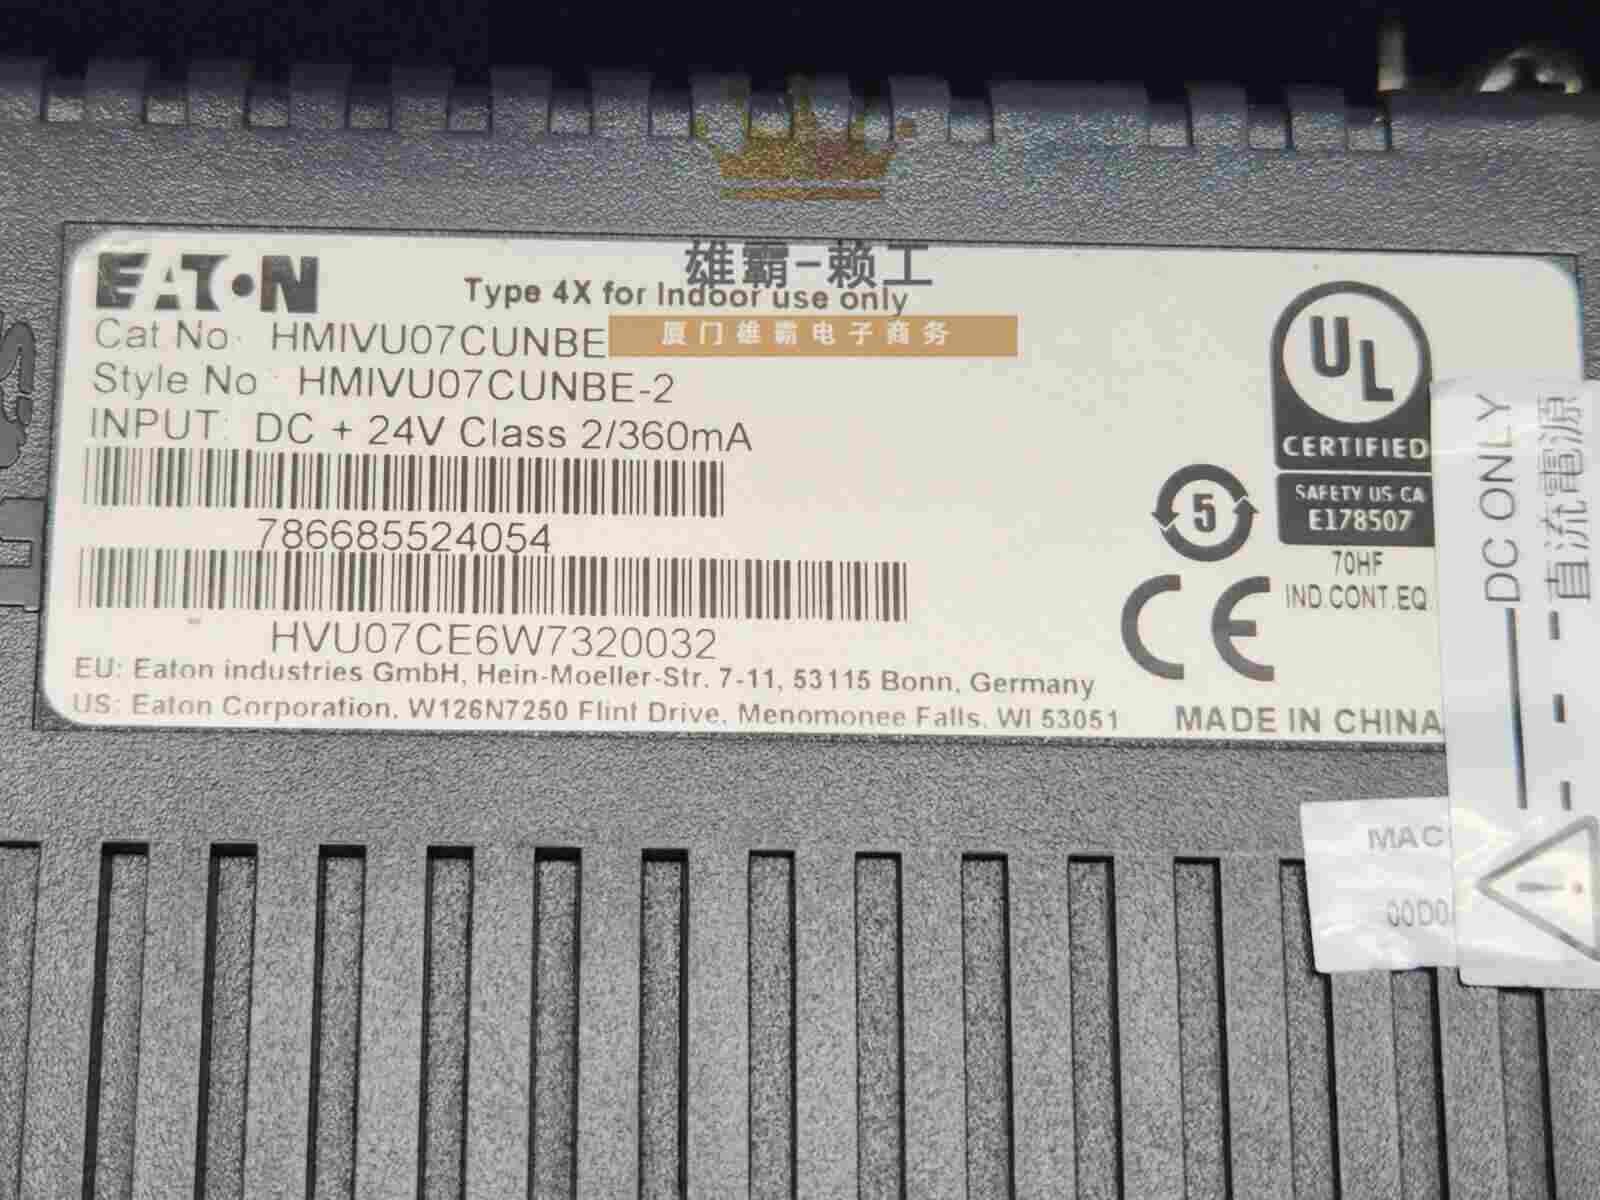 雄霸-赖工
EATON
Type 4X for Indoor use only
Cat No: HMIVU07CUNBE
厦门雄霸电子商务
Style No: HMIVU07CUNBE-2
INPUT: DC + 24V Class 2/360mA
786685524054
HVU07CE6W7320032
EU: Eaton industries GmbH, Hein-Moeller-Str. 7-11, 53115 Bonn, Germany
US: Eaton Corporation, W126N7250 Flint Drive, Menomonee Falls, WI 53051
MADE IN CHINA
UL
CERTIFIED
SAFETY US CA
E178507
70HF
IND.CONT.EQ.
5
CE
DC ONLY
直流電源
MAC
00D0
!